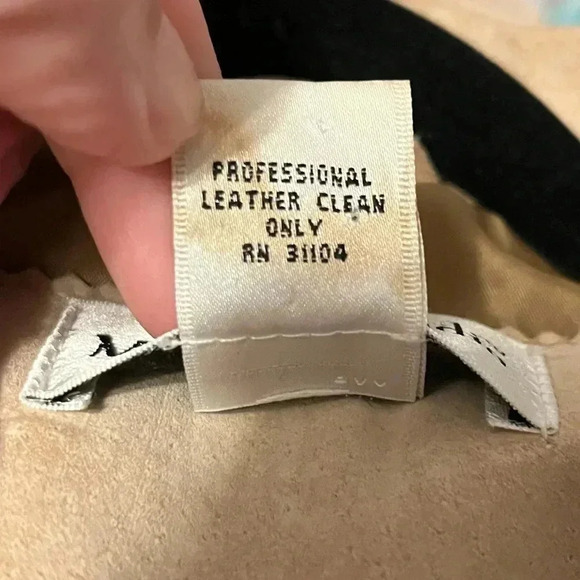 PROFESSIONAL
LEATHER CLEAN
ONLY
RN 31104